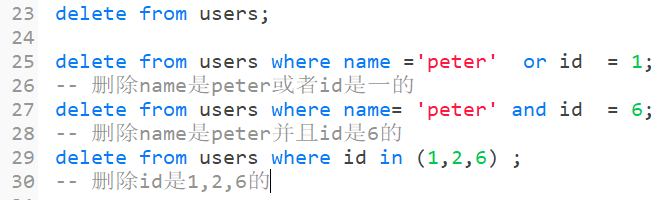 23 delete from users;
24
25 delete from users where name ='peter'  or id  = 1;
26 -- 删除name是peter或者id是一的
27 delete from users where name= 'peter' and id  = 6;
28 -- 删除name是peter并且id是6的
29 delete from users where id in (1,2,6) ;
30 -- 删除id是1,2,6的